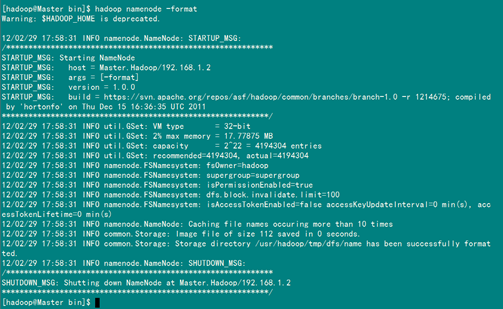 [hadoop@Master bin]$ hadoop namenode -format
Warning: $HADOOP_HOME is deprecated.
12/02/29 17:58:31 INFO namenode.NameNode: STARTUP_MSG:
/************************************************************
STARTUP_MSG: Starting NameNode
STARTUP_MSG:   host = Master.Hadoop/192.168.1.2
STARTUP_MSG:   args = [-format]
STARTUP_MSG:   version = 1.0.0
STARTUP_MSG:   build = https://svn.apache.org/repos/asf/hadoop/common/branches/branch-1.0 -r 1214675; compiled
 by 'hortonfo' on Thu Dec 15 16:36:35 UTC 2011
************************************************************/
12/02/29 17:58:31 INFO util.GSet: VM type       = 32-bit
12/02/29 17:58:31 INFO util.GSet: 2% max memory = 17.77875 MB
12/02/29 17:58:31 INFO util.GSet: capacity      = 2^22 = 4194304 entries
12/02/29 17:58:31 INFO util.GSet: recommended=4194304, actual=4194304
12/02/29 17:58:31 INFO namenode.FSNamesystem: fsOwner=hadoop
12/02/29 17:58:31 INFO namenode.FSNamesystem: supergroup=supergroup
12/02/29 17:58:31 INFO namenode.FSNamesystem: isPermissionEnabled=true
12/02/29 17:58:31 INFO namenode.FSNamesystem: dfs.block.invalidate.limit=100
12/02/29 17:58:31 INFO namenode.FSNamesystem: isAccessTokenEnabled=false accessKeyUpdateInterval=0 min(s), acc
essTokenLifetime=0 min(s)
12/02/29 17:58:31 INFO namenode.NameNode: Caching file names occuring more than 10 times
12/02/29 17:58:31 INFO common.Storage: Image file of size 112 saved in 0 seconds.
12/02/29 17:58:31 INFO common.Storage: Storage directory /usr/hadoop/tmp/dfs/name has been successfully format
ted.
12/02/29 17:58:31 INFO namenode.NameNode: SHUTDOWN_MSG:
/************************************************************
SHUTDOWN_MSG: Shutting down NameNode at Master.Hadoop/192.168.1.2
************************************************************/
[hadoop@Master bin]$